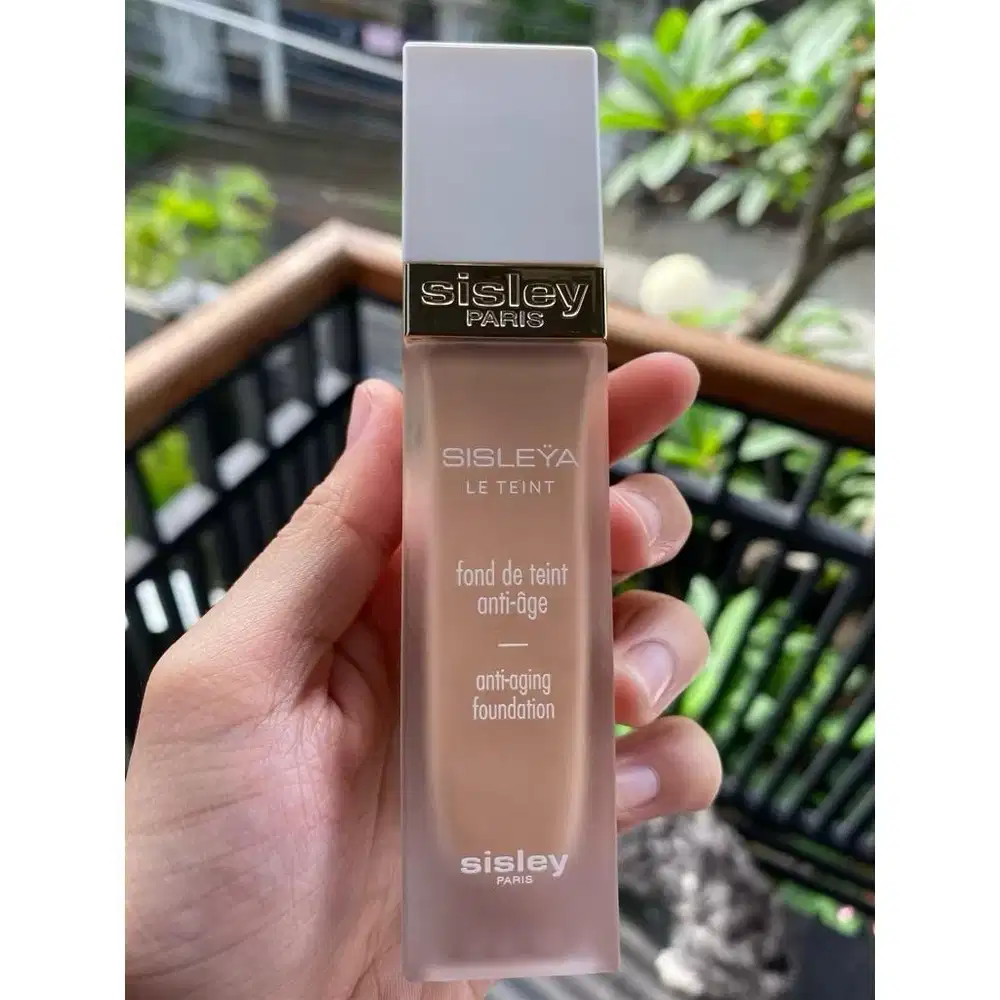 sisley
PARIS
SISLEŸA
LE TEINT
fond de teint
anti-âge
anti-aging
foundation
sisley
PARIS